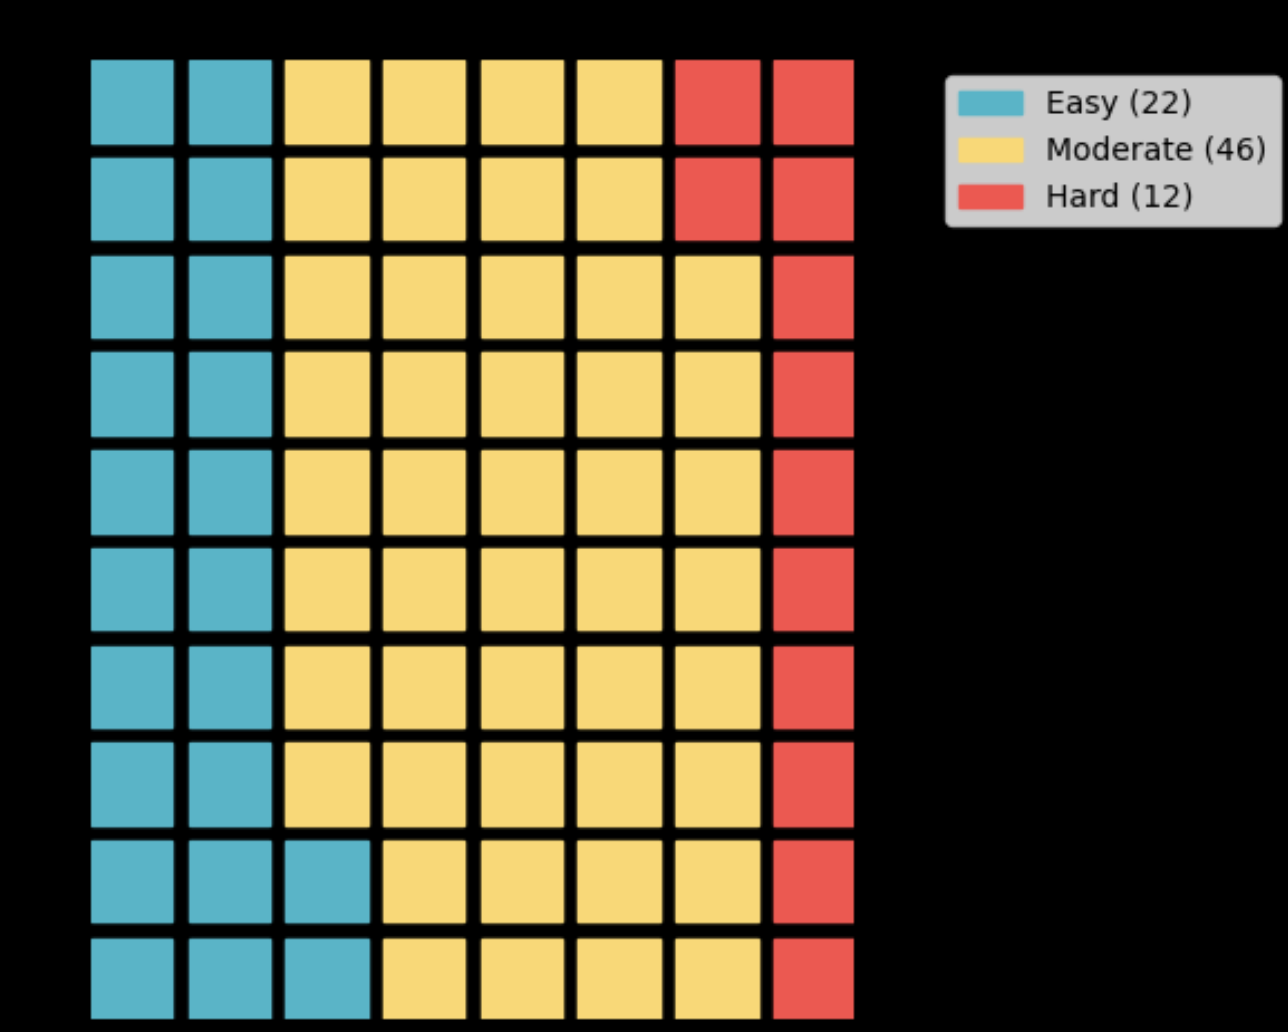 Easy (22)
Moderate (46)
Hard (12)